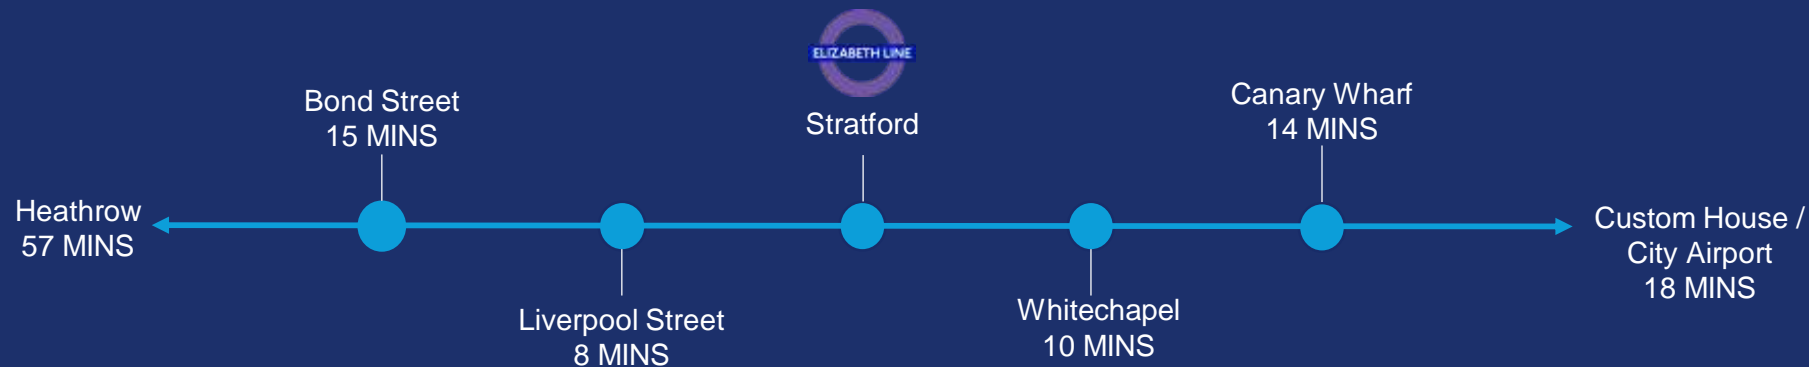 ELIZABETH LINE
Stratford
Bond Street
15 MINS
Canary Wharf
14 MINS
Heathrow
57 MINS
Custom House /
City Airport
18 MINS
Liverpool Street
8 MINS
Whitechapel
10 MINS